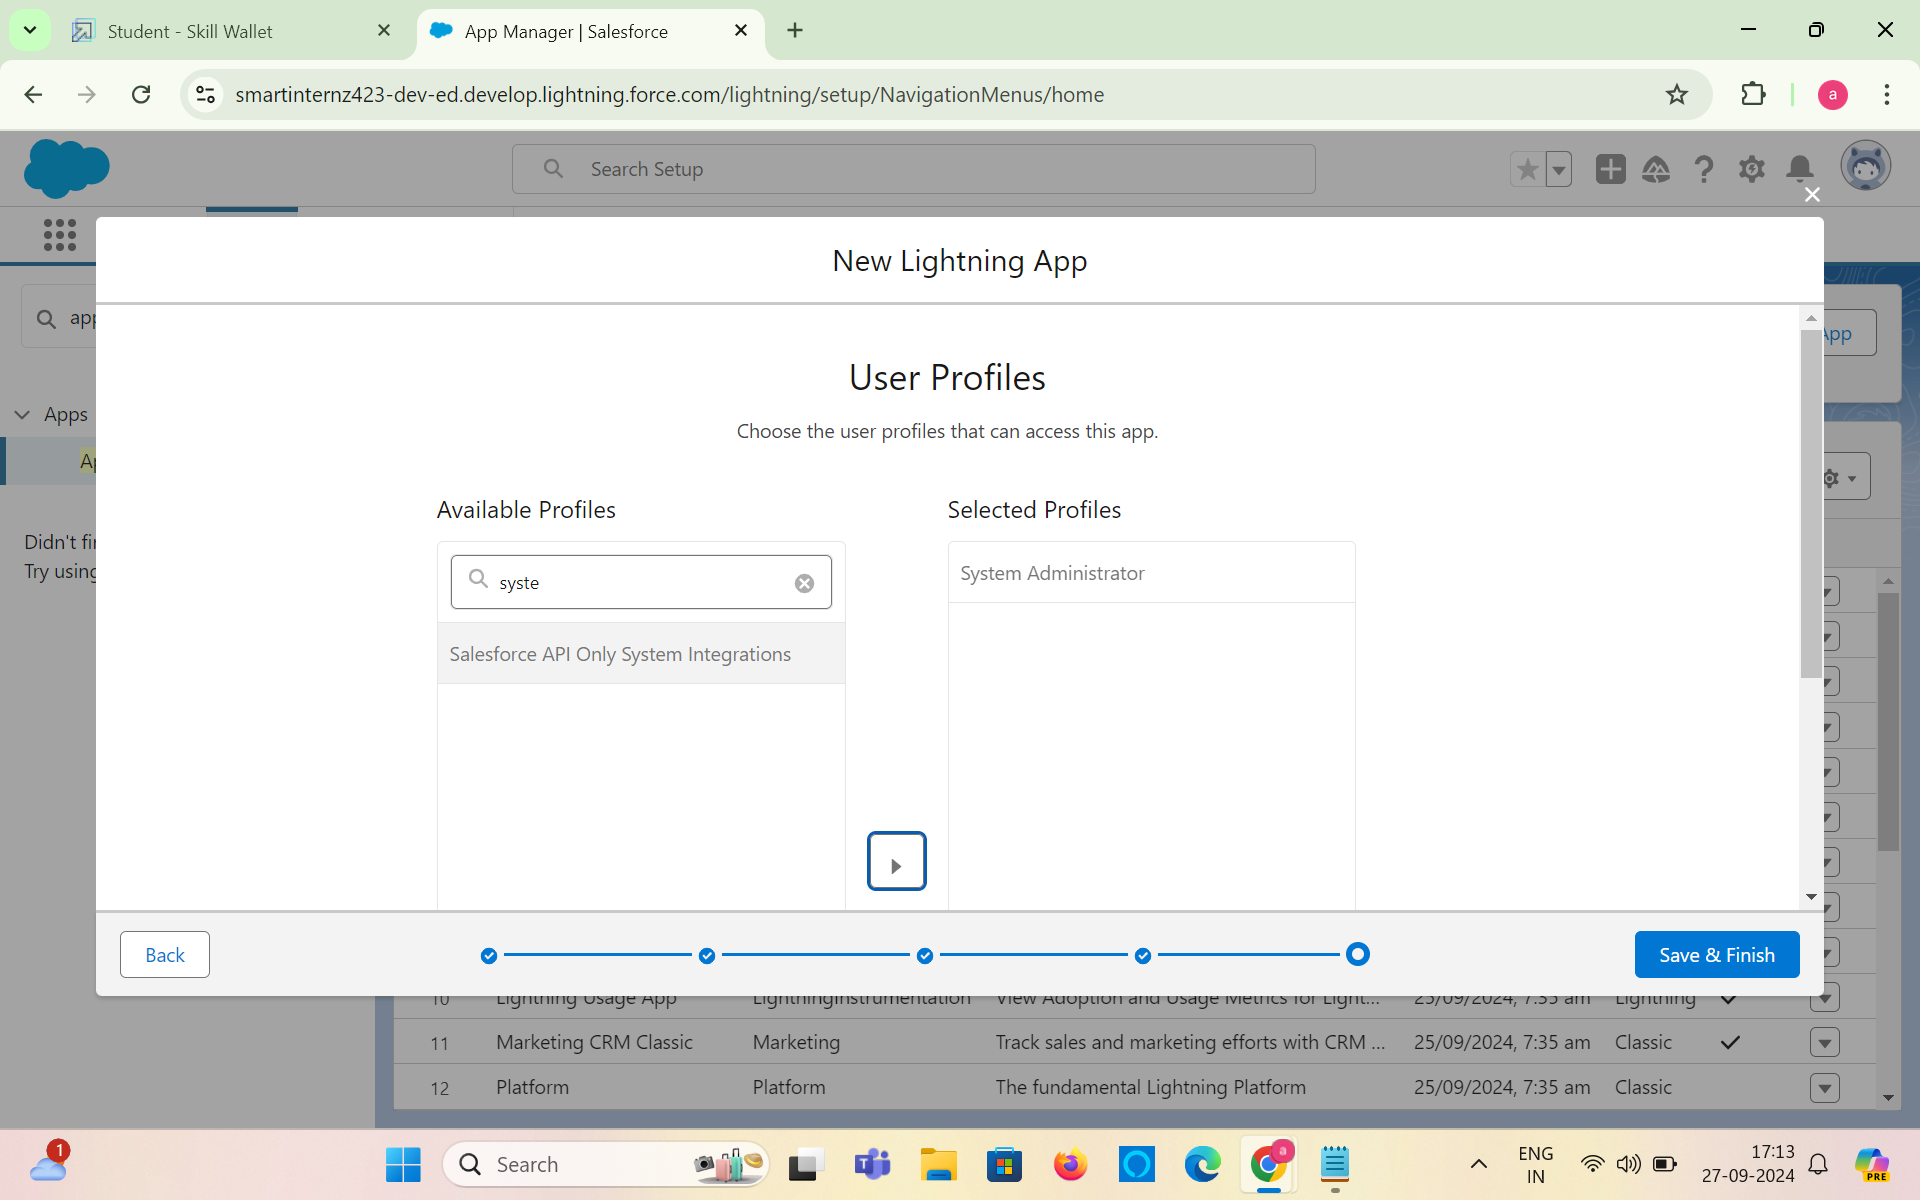 Student - Skill Wallet
App Manager | Salesforce
smartinternz423-dev-ed.develop.lightning.force.com/lightning/setup/NavigationMenus/home
a
Search Setup
New Lightning App
app
App
User Profiles
Choose the user profiles that can access this app.
Apps
Ap
Available Profiles
Selected Profiles
Didn't fin
Try using
syste
System Administrator
Salesforce API Only System Integrations
Back
Save & Finish
10 Lightning Usage App LightningInstrumentation View Adoption and Usage Metrics for Light... 25/09/2024, 7:35 am Lightning
11 Marketing CRM Classic Marketing Track sales and marketing efforts with CRM ... 25/09/2024, 7:35 am Classic
12 Platform Platform The fundamental Lightning Platform 25/09/2024, 7:35 am Classic
1
Search
a
ENG
IN
17:13
27-09-2024
PRE